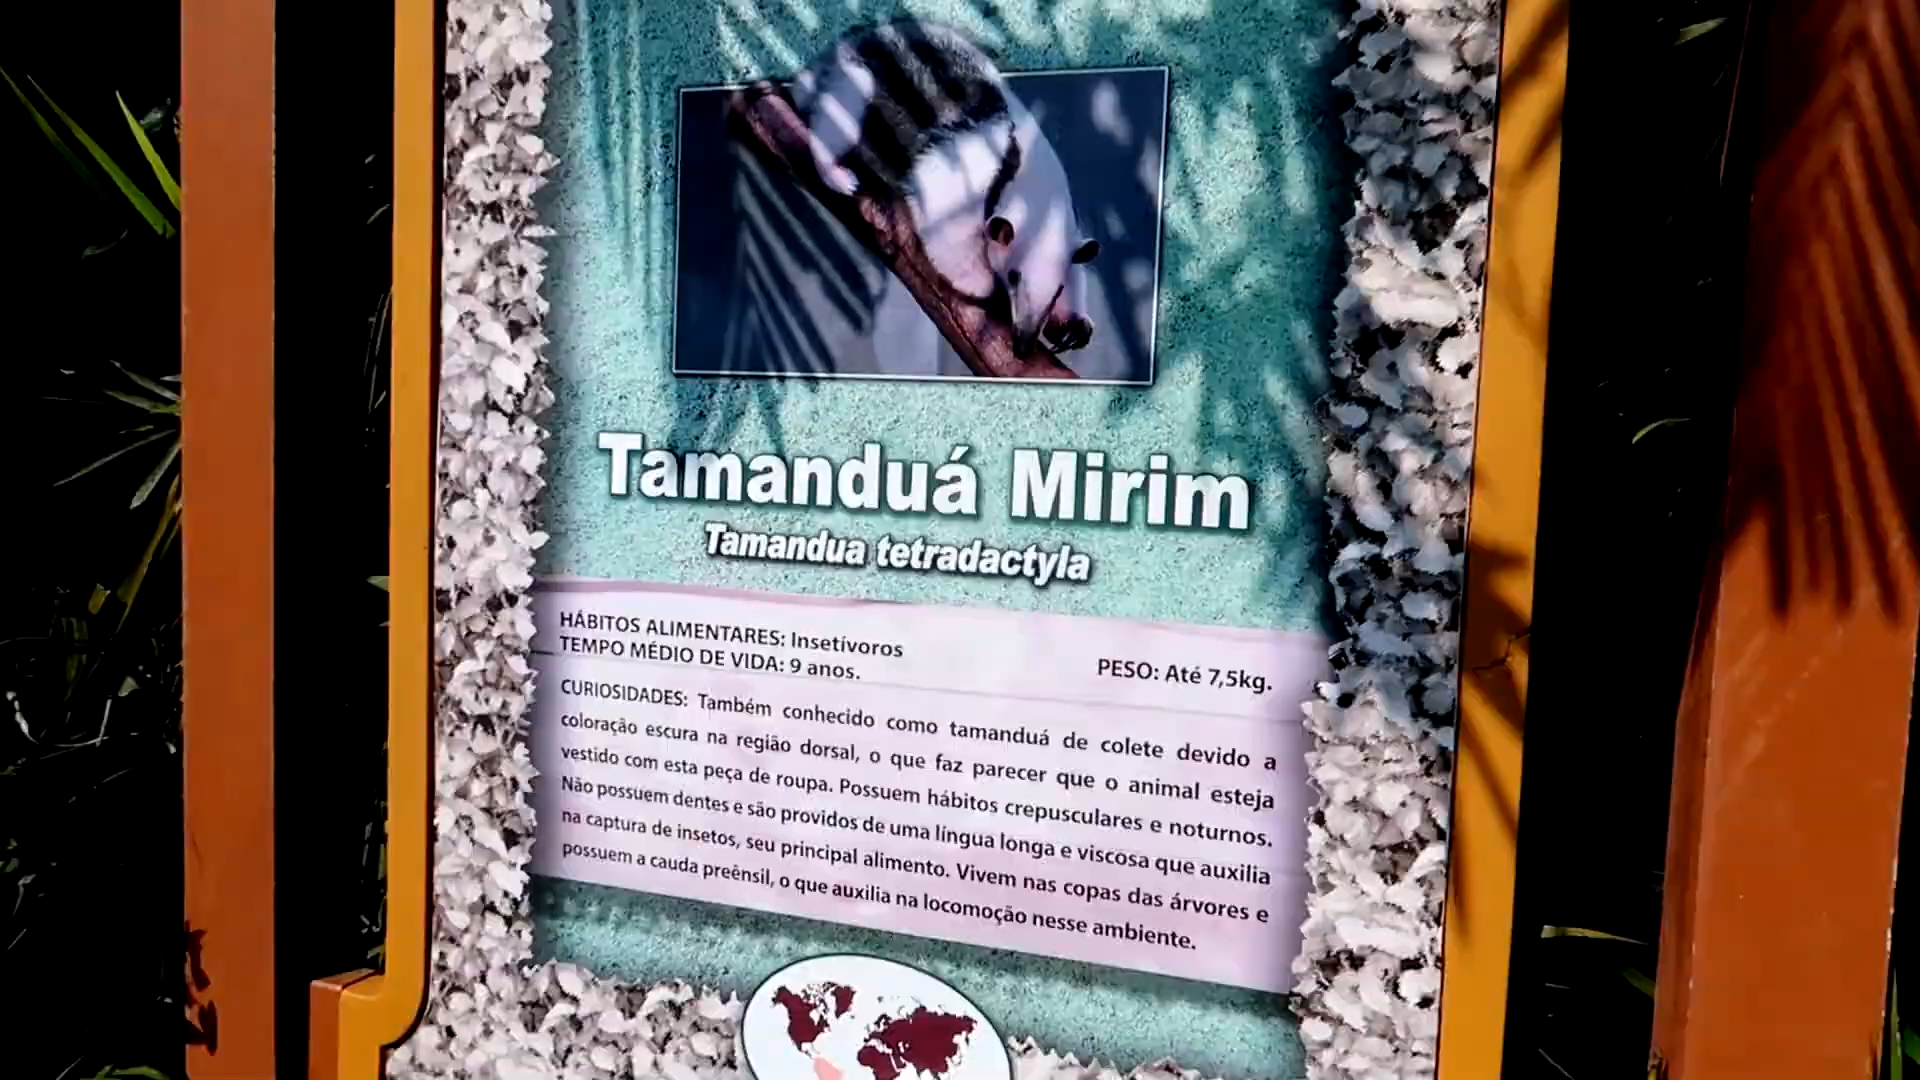 Tamanduá Mirim
Tamandua tetradactyla
HÁBITOS ALIMENTARES: Insetívoros
TEMPO MÉDIO DE VIDA: 9 anos.
PESO: Até 7,5kg.
CURIOSIDADES: Também conhecido como tamanduá de colete devido a
coloração escura na região dorsal, o que faz parecer que o animal esteja
vestido com esta peça de roupa. Possuem hábitos crepusculares e noturnos.
Não possuem dentes e são providos de uma língua longa e viscosa que auxilia
na captura de insetos, seu principal alimento. Vivem nas copas das árvores e
possuem a cauda preênsil, o que auxilia na locomoção nesse ambiente.